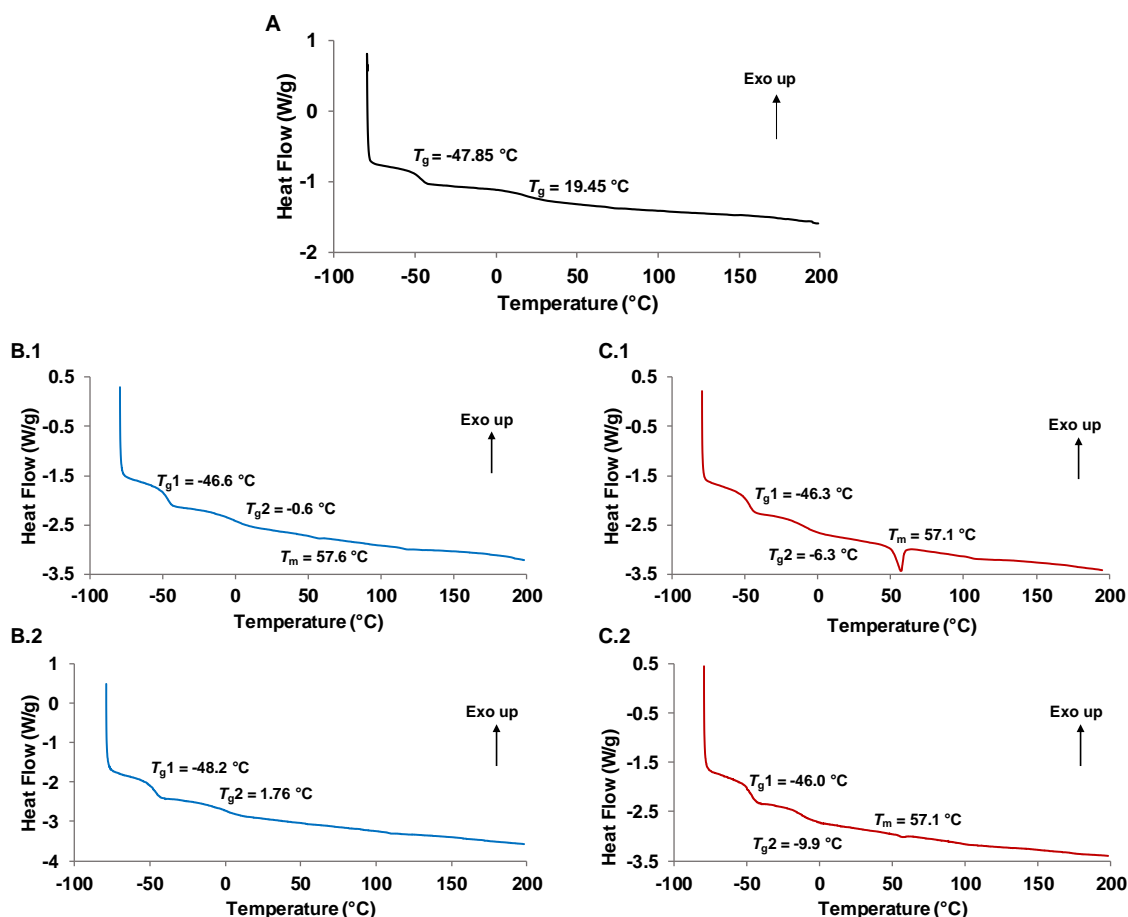 A
1
0
-1
-2
Heat Flow (W/g)
Exo up
Tg = -47.85 °C
Tg = 19.45 °C
-100 -50 0 50 100 150 200
Temperature (°C)
B.1
0.5
-0.5
-1.5
-2.5
-3.5
Heat Flow (W/g)
Exo up
Tg1 = -46.6 °C
Tg2 = -0.6 °C
Tm = 57.6 °C
-100 -50 0 50 100 150 200
Temperature (°C)
C.1
0.5
-0.5
-1.5
-2.5
-3.5
Heat Flow (W/g)
Exo up
Tg1 = -46.3 °C
Tm = 57.1 °C
Tg2 = -6.3 °C
-100 -50 0 50 100 150 200
Temperature (°C)
B.2
1
0
-1
-2
-3
-4
Heat Flow (W/g)
Exo up
Tg1 = -48.2 °C
Tg2 = 1.76 °C
-100 -50 0 50 100 150 200
Temperature (°C)
C.2
0.5
-0.5
-1.5
-2.5
-3.5
Heat Flow (W/g)
Exo up
Tg1 = -46.0 °C
Tm = 57.1 °C
Tg2 = -9.9 °C
-100 -50 0 50 100 150 200
Temperature (°C)